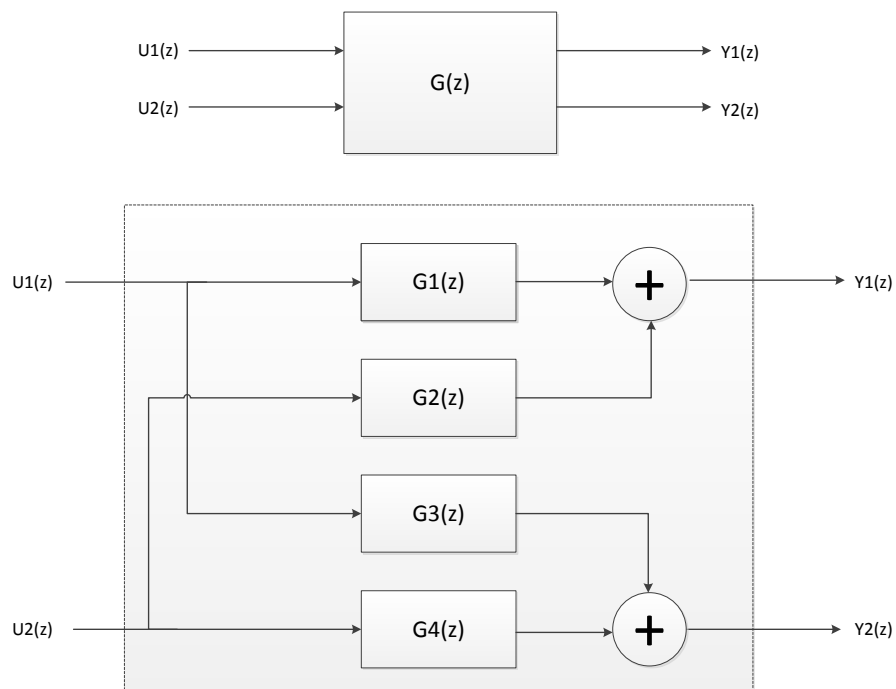 U1(z)
U2(z)
G(z)
Y1(z)
Y2(z)
U1(z)
G1(z)
+
Y1(z)
G2(z)
G3(z)
U2(z)
G4(z)
+
Y2(z)